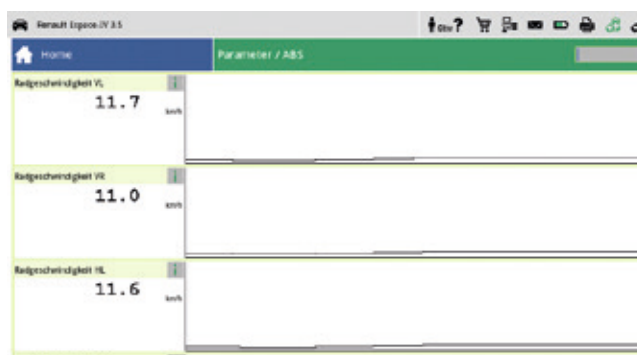 Renault Espace IV 3.5
?
Home
Parameter / ABS
Radgeschwindigkeit VL
i
11.7
km/h
Radgeschwindigkeit VR
i
11.0
km/h
Radgeschwindigkeit HL
i
11.6
km/h